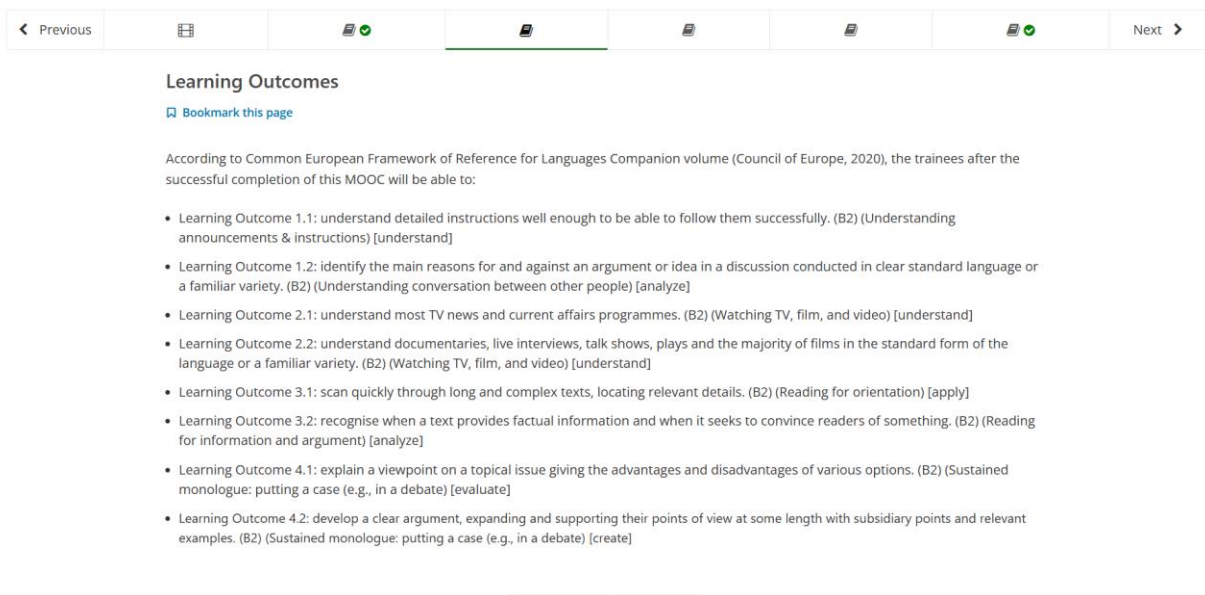 Previous
Next
Learning Outcomes
Bookmark this page
According to Common European Framework of Reference for Languages Companion volume (Council of Europe, 2020), the trainees after the
successful completion of this MOOC will be able to:
• Learning Outcome 1.1: understand detailed instructions well enough to be able to follow them successfully. (B2) (Understanding
announcements & instructions) [understand]
• Learning Outcome 1.2: identify the main reasons for and against an argument or idea in a discussion conducted in clear standard language or
a familiar variety. (B2) (Understanding conversation between other people) [analyze]
• Learning Outcome 2.1: understand most TV news and current affairs programmes. (B2) (Watching TV, film, and video) [understand]
• Learning Outcome 2.2: understand documentaries, live interviews, talk shows, plays and the majority of films in the standard form of the
language or a familiar variety. (B2) (Watching TV, film, and video) [understand]
• Learning Outcome 3.1: scan quickly through long and complex texts, locating relevant details. (B2) (Reading for orientation) [apply]
• Learning Outcome 3.2: recognise when a text provides factual information and when it seeks to convince readers of something. (B2) (Reading
for information and argument) [analyze]
• Learning Outcome 4.1: explain a viewpoint on a topical issue giving the advantages and disadvantages of various options. (B2) (Sustained
monologue: putting a case (e.g., in a debate) [evaluate]
• Learning Outcome 4.2: develop a clear argument, expanding and supporting their points of view at some length with subsidiary points and relevant
examples. (B2) (Sustained monologue: putting a case (e.g., in a debate) [create]